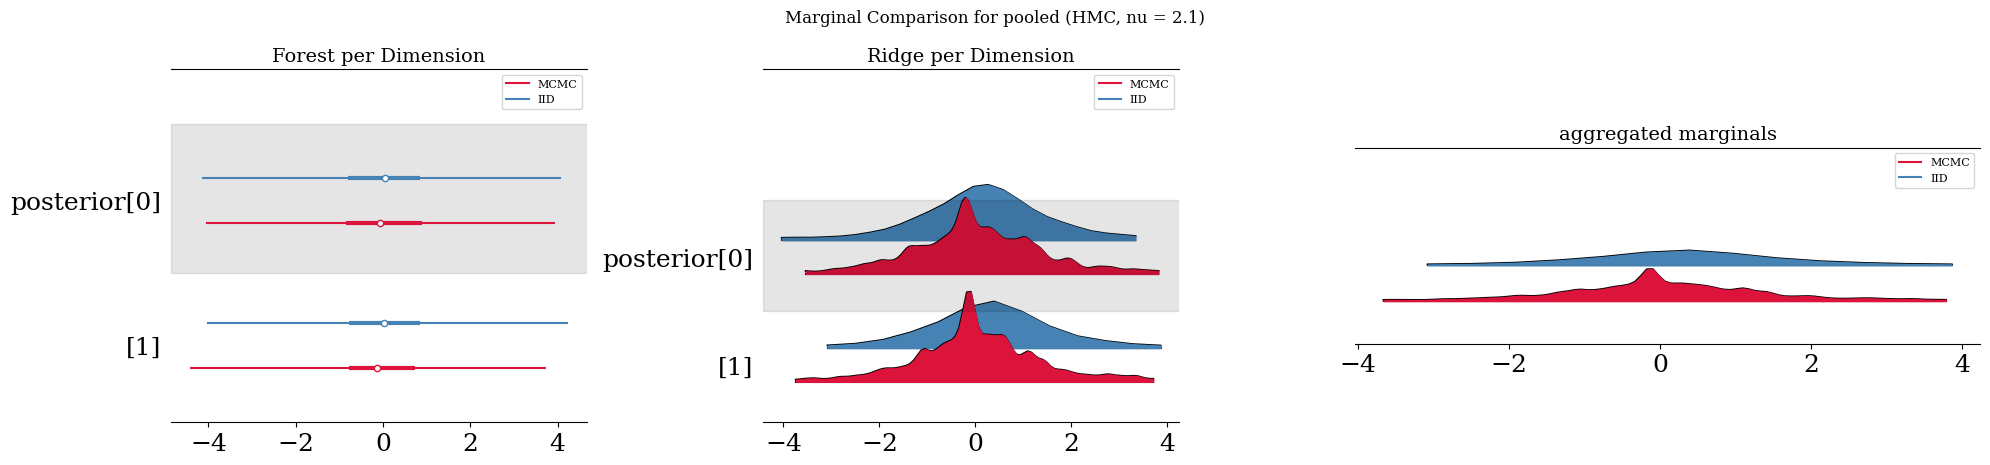 Marginal Comparison for pooled (HMC, nu = 2.1)
Forest per Dimension
MCMC
IID
posterior[0]
[1]
−4 −2 0 2 4
Ridge per Dimension
MCMC
IID
posterior[0]
[1]
−4 −2 0 2 4
aggregated marginals
MCMC
IID
−4 −2 0 2 4